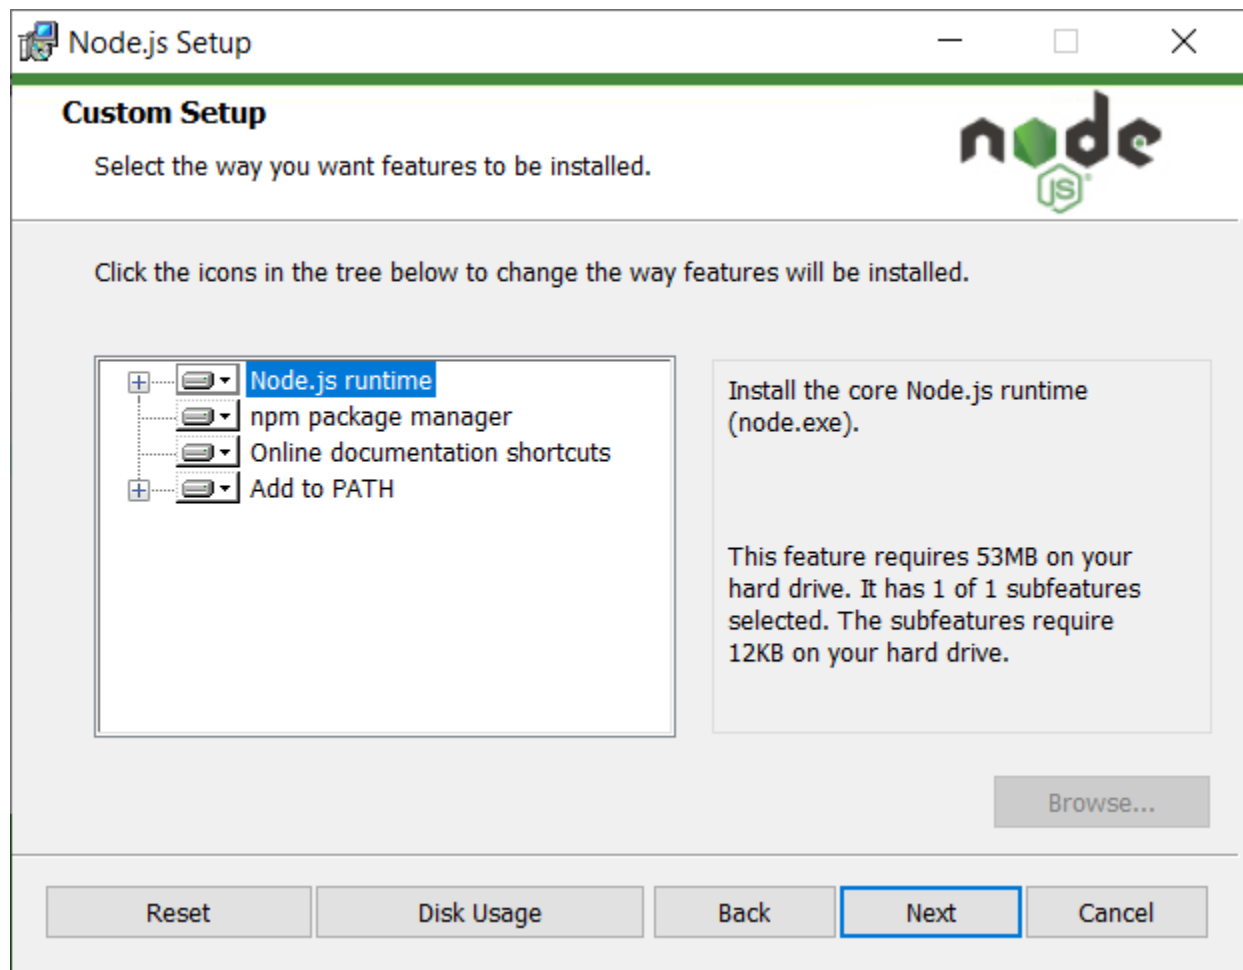 Node.js Setup
Custom Setup
Select the way you want features to be installed.
node
JS
Click the icons in the tree below to change the way features will be installed.
Node.js runtime
npm package manager
Online documentation shortcuts
Add to PATH
Install the core Node.js runtime
(node.exe).
This feature requires 53MB on your
hard drive. It has 1 of 1 subfeatures
selected. The subfeatures require
12KB on your hard drive.
Browse...
Reset
Disk Usage
Back
Next
Cancel